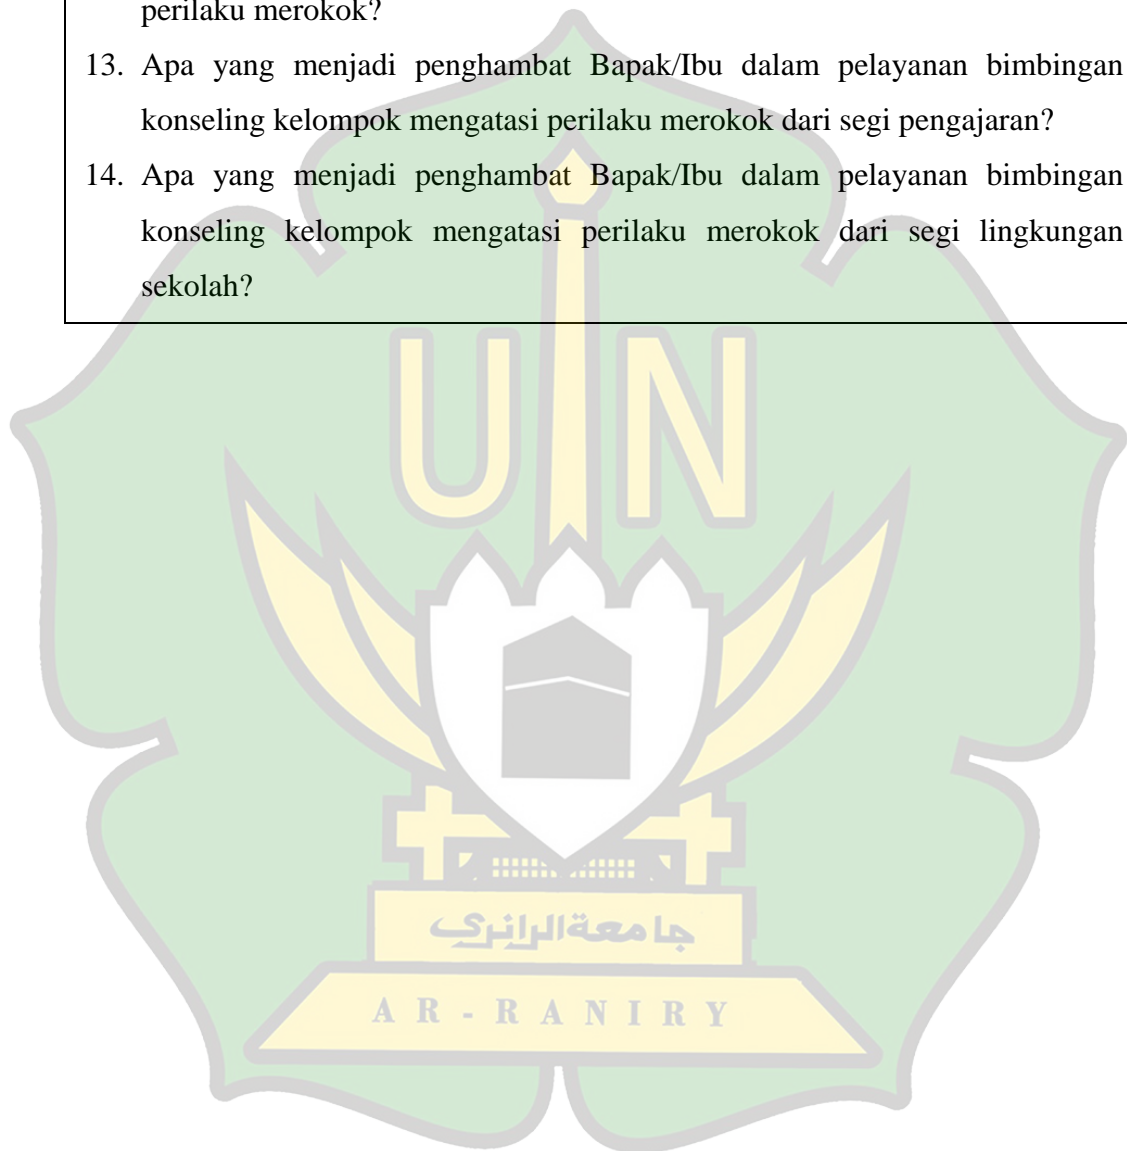 perilaku merokok?
13. Apa yang menjadi penghambat Bapak/Ibu dalam pelayanan bimbingan
konseling kelompok mengatasi perilaku merokok dari segi pengajaran?
14. Apa yang menjadi penghambat Bapak/Ibu dalam pelayanan bimbingan
konseling kelompok mengatasi perilaku merokok dari segi lingkungan
sekolah?
UIN
جامعةالرانري
AR-RANIRY